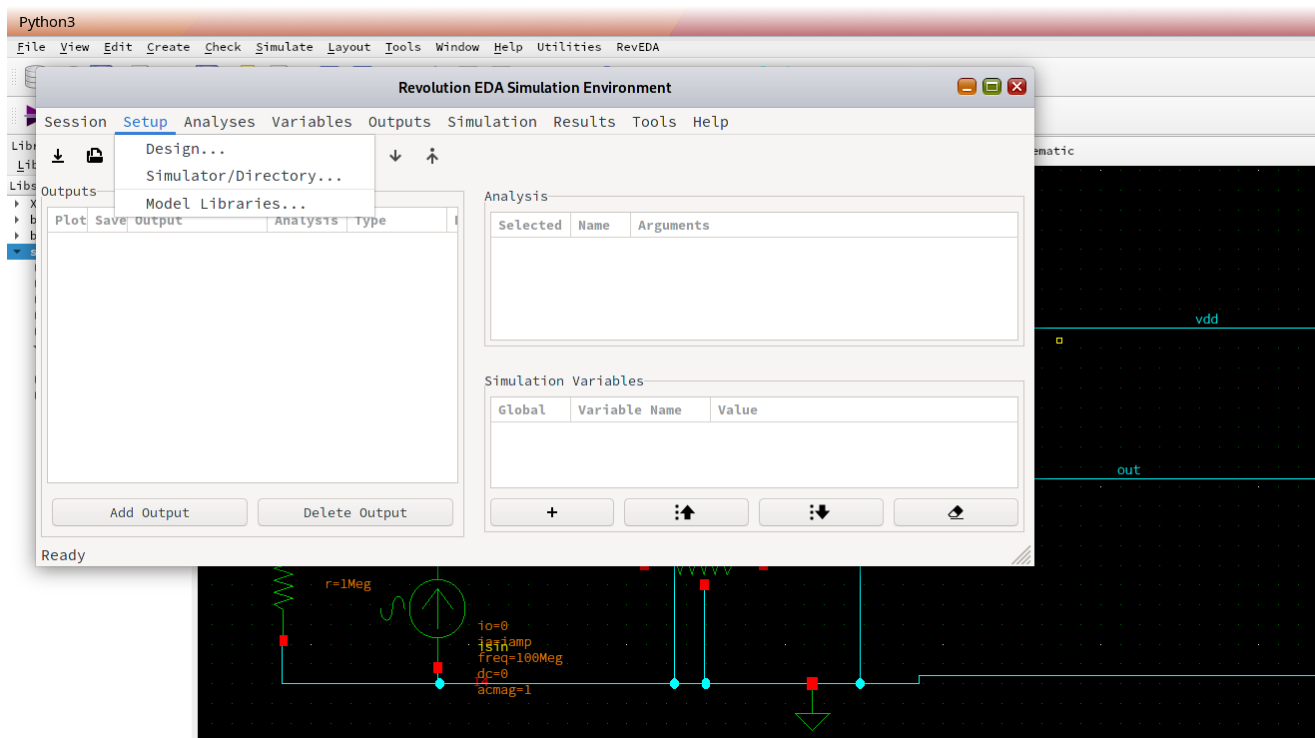 Python3
File View Edit Create Check Simulate Layout Tools Window Help Utilities RevEDA
Revolution EDA Simulation Environment
Session Setup Analyses Variables Outputs Simulation Results Tools Help
Design...
Simulator/Directory...
Model Libraries...
Outputs
Plot Save Output Analysis Type
Add Output Delete Output
Analysis
Selected Name Arguments
Simulation Variables
Global Variable Name Value
+
Ready
Libs
vdd
out
r=1Meg
io=0
ia=iamp
isin
freq=100Meg
dc=0
I4
acmag=1